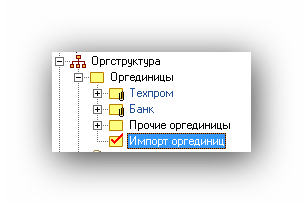 Оргструктура
Оргединицы
Техпром
Банк
Прочие оргединицы
Импорт оргединиц